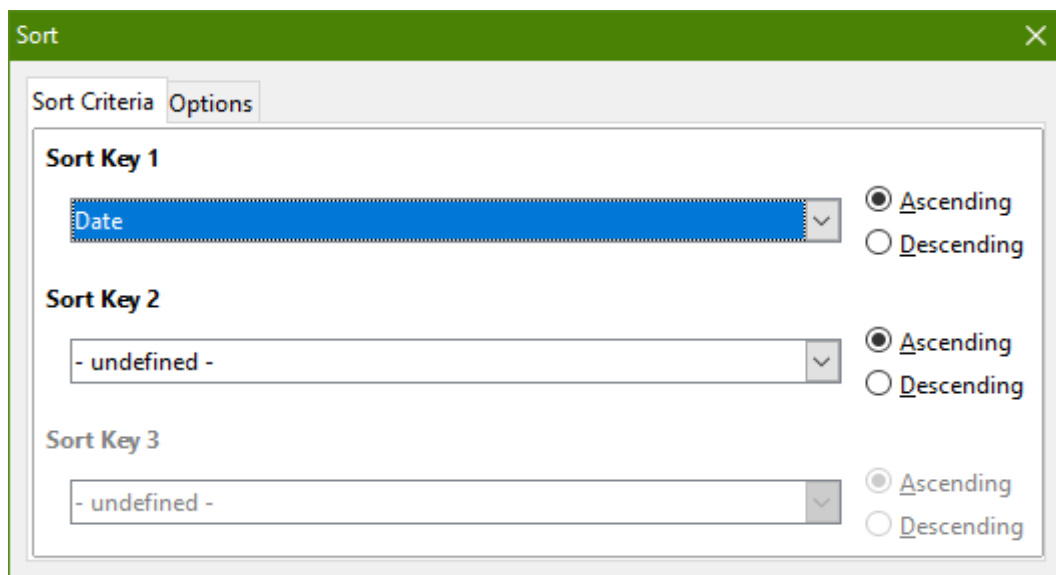 Sort
Sort Criteria Options
Sort Key 1
Date
Ascending
Descending
Sort Key 2
- undefined -
Ascending
Descending
Sort Key 3
- undefined -
Ascending
Descending